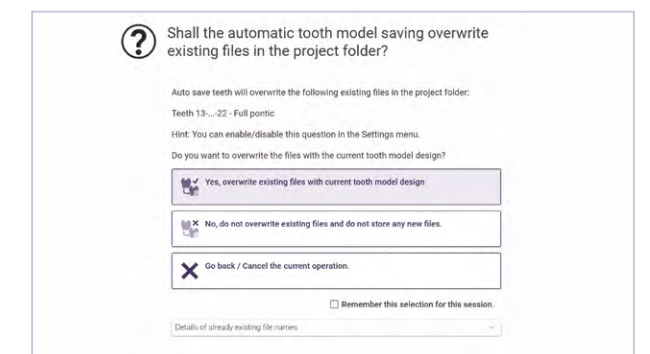 Shall the automatic tooth model saving overwrite
existing files in the project folder?
Auto save teeth will overwrite the following existing files in the project folder:
Teeth 13-...-22 - Full pontic
Hint: You can enable/disable this question in the Settings menu.
Do you want to overwrite the files with the current tooth model design?
Yes, overwrite existing files with current tooth model design
No, do not overwrite existing files and do not store any new files.
Go back / Cancel the current operation.
Remember this selection for this session.
Details of already existing file names